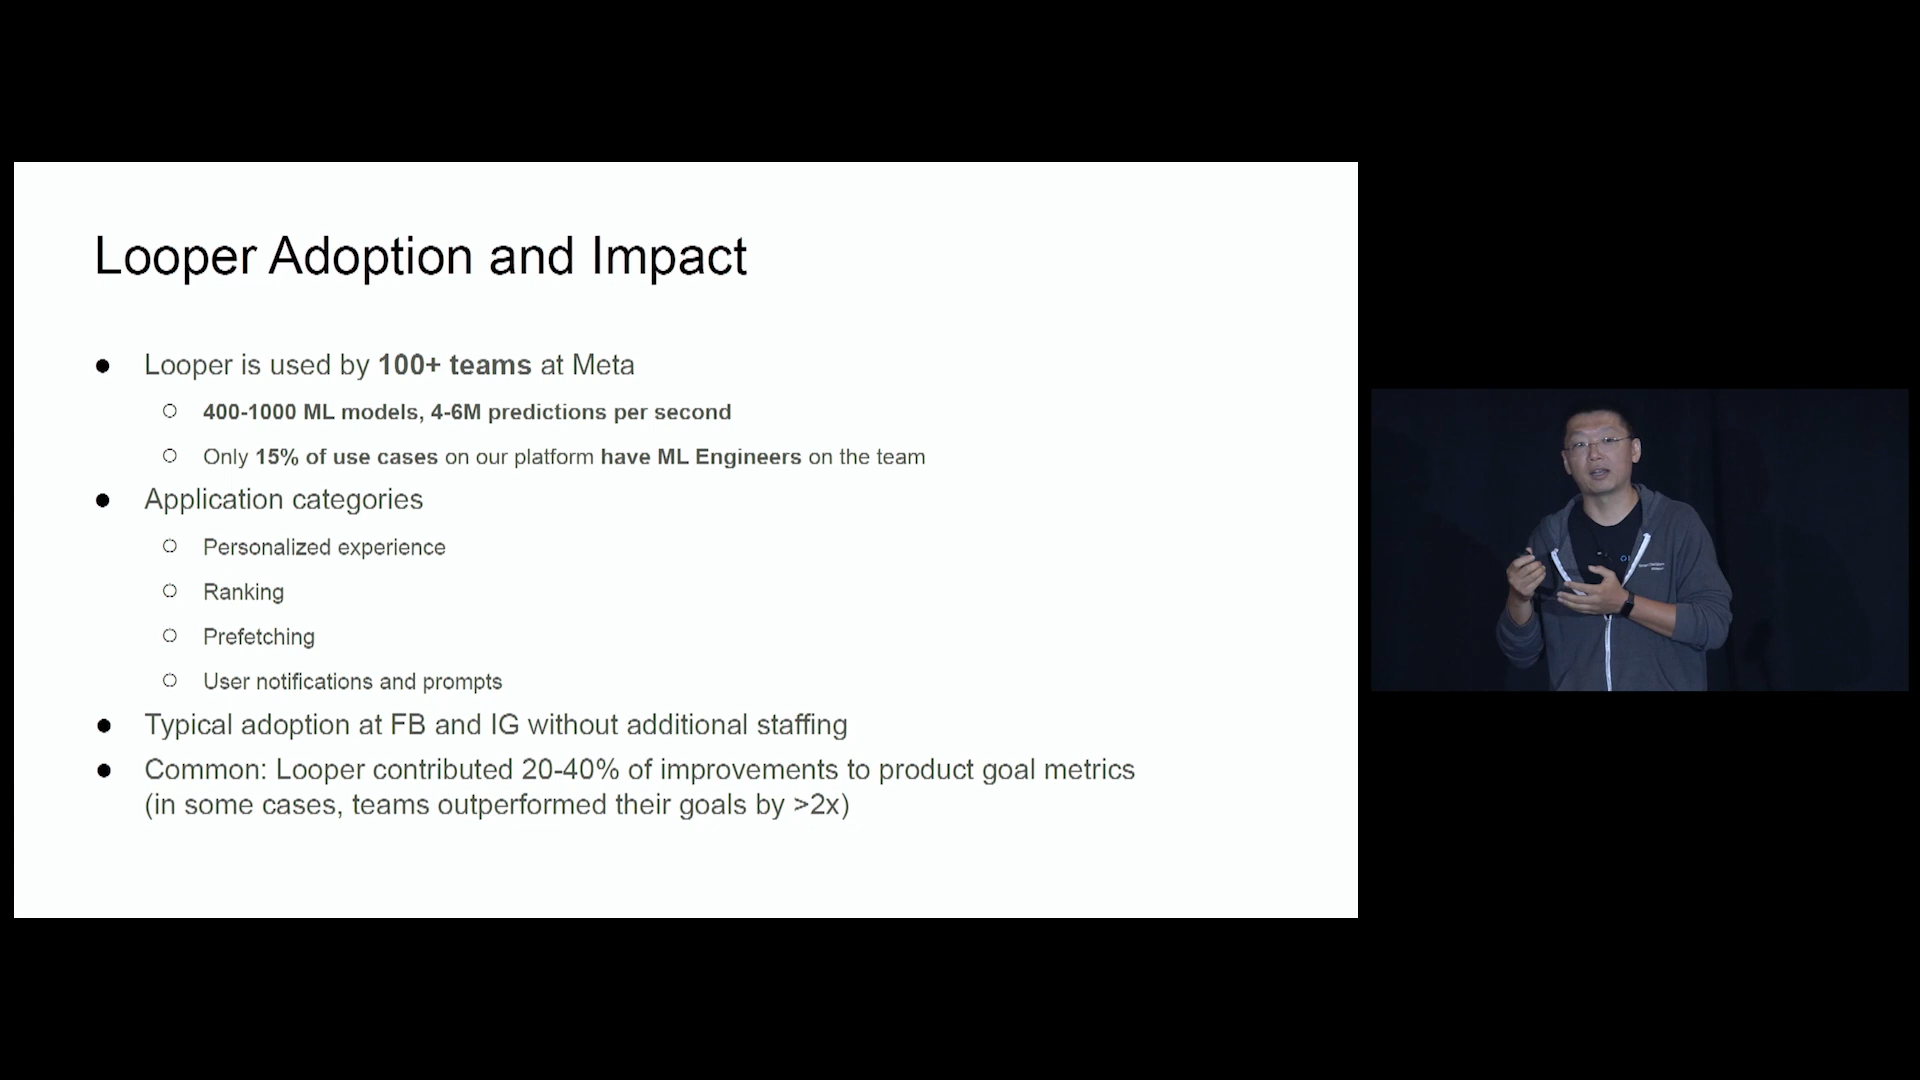 Looper Adoption and Impact
● Looper is used by 100+ teams at Meta
○ 400-1000 ML models, 4-6M predictions per second
○ Only 15% of use cases on our platform have ML Engineers on the team
● Application categories
○ Personalized experience
○ Ranking
○ Prefetching
○ User notifications and prompts
● Typical adoption at FB and IG without additional staffing
● Common: Looper contributed 20-40% of improvements to product goal metrics
(in some cases, teams outperformed their goals by >2x)